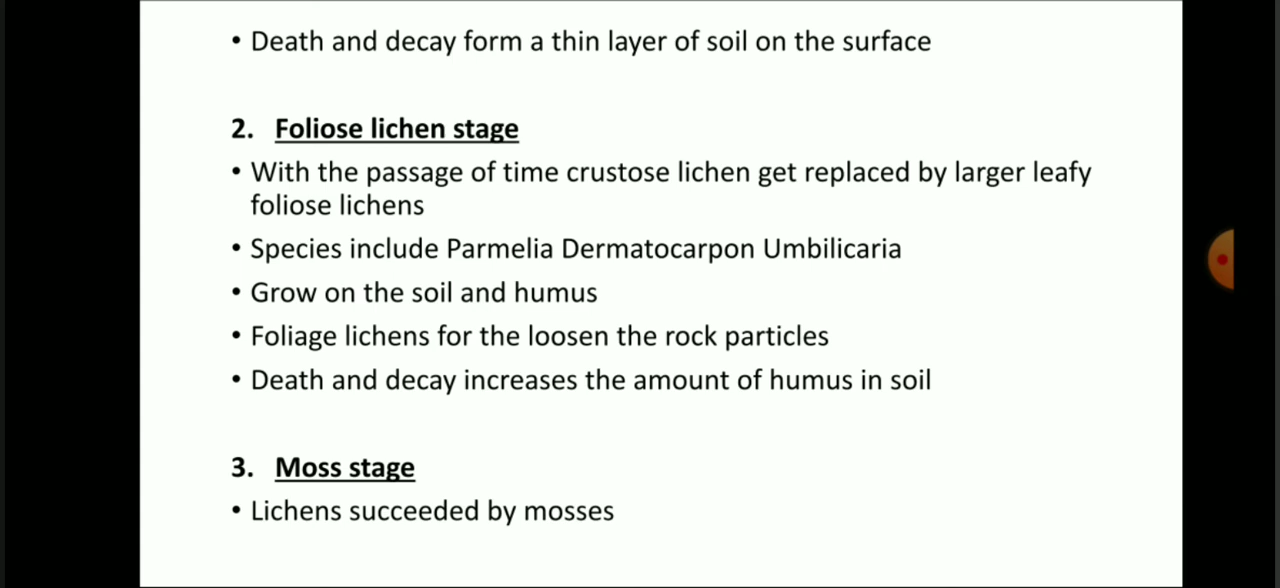 • Death and decay form a thin layer of soil on the surface
2. Foliose lichen stage
• With the passage of time crustose lichen get replaced by larger leafy
foliose lichens
• Species include Parmelia Dermatocarpon Umbilicaria
• Grow on the soil and humus
• Foliage lichens for the loosen the rock particles
• Death and decay increases the amount of humus in soil
3. Moss stage
• Lichens succeeded by mosses